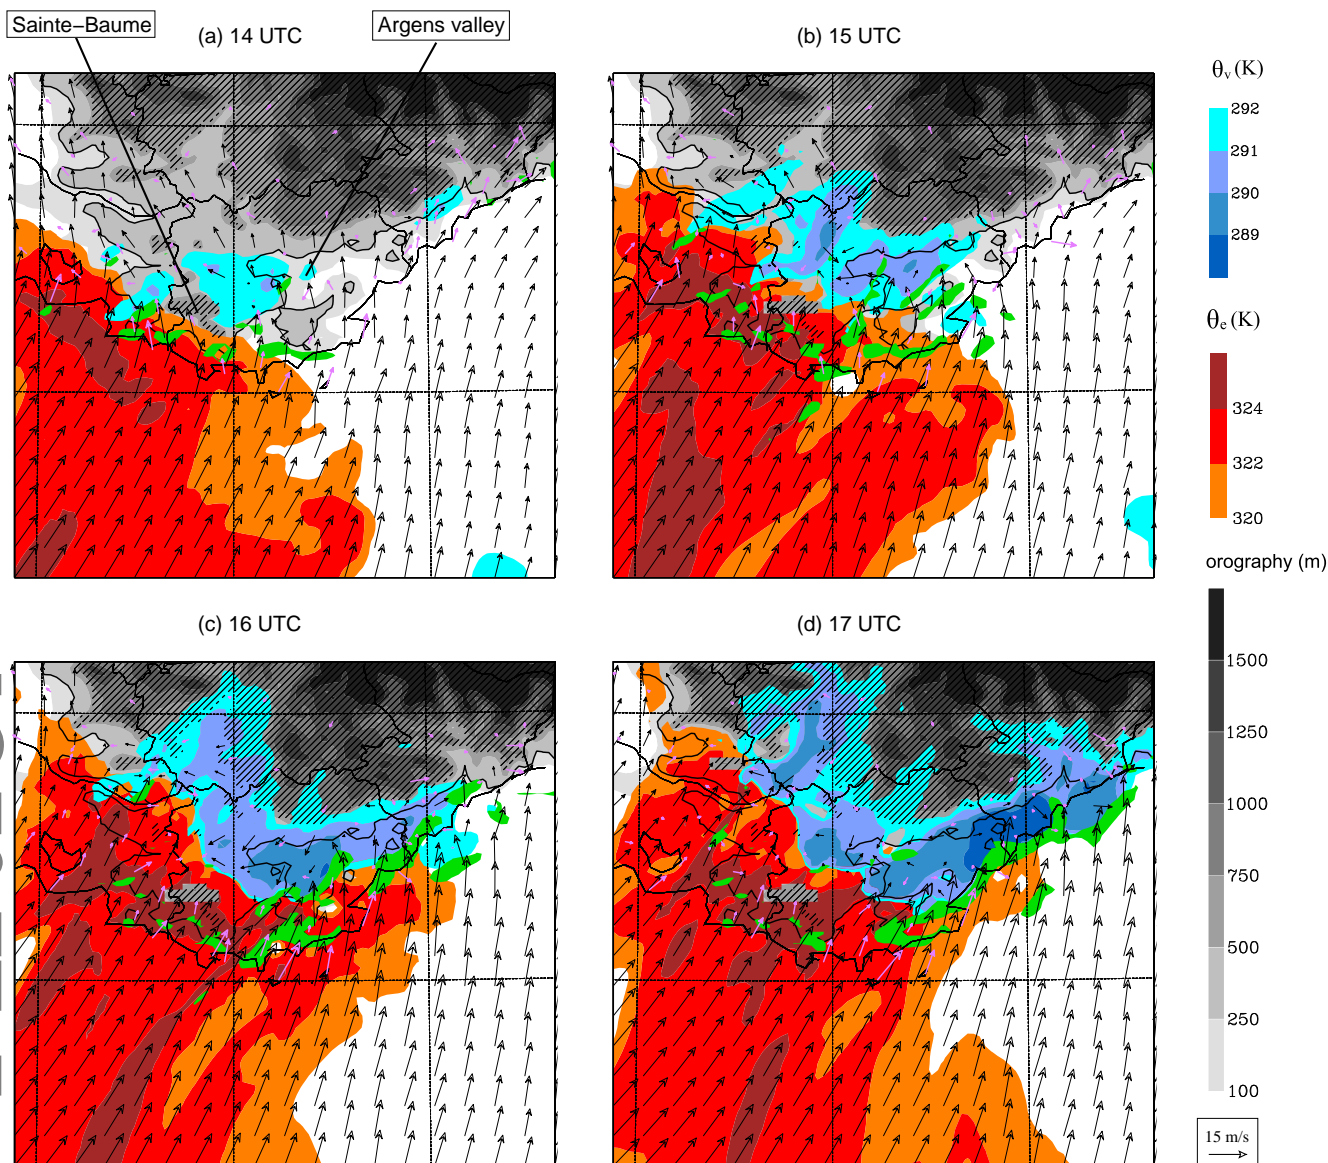 Sainte−Baume
Argens valley
(a) 14 UTC
(b) 15 UTC
θv (K)
292
291
290
289
θe (K)
324
322
320
orography (m)
(c) 16 UTC
(d) 17 UTC
1500
1250
1000
750
500
250
100
15 m/s